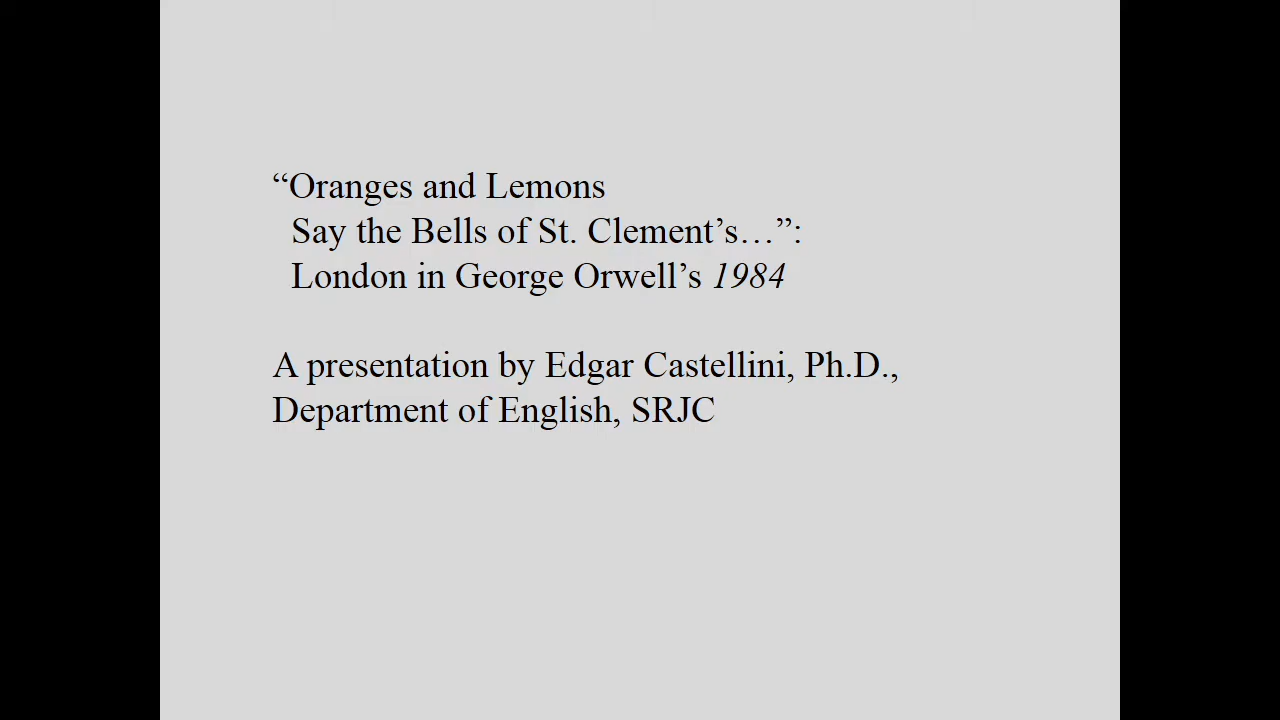 “Oranges and Lemons
Say the Bells of St. Clement’s…”:
London in George Orwell’s 1984
A presentation by Edgar Castellini, Ph.D.,
Department of English, SRJC